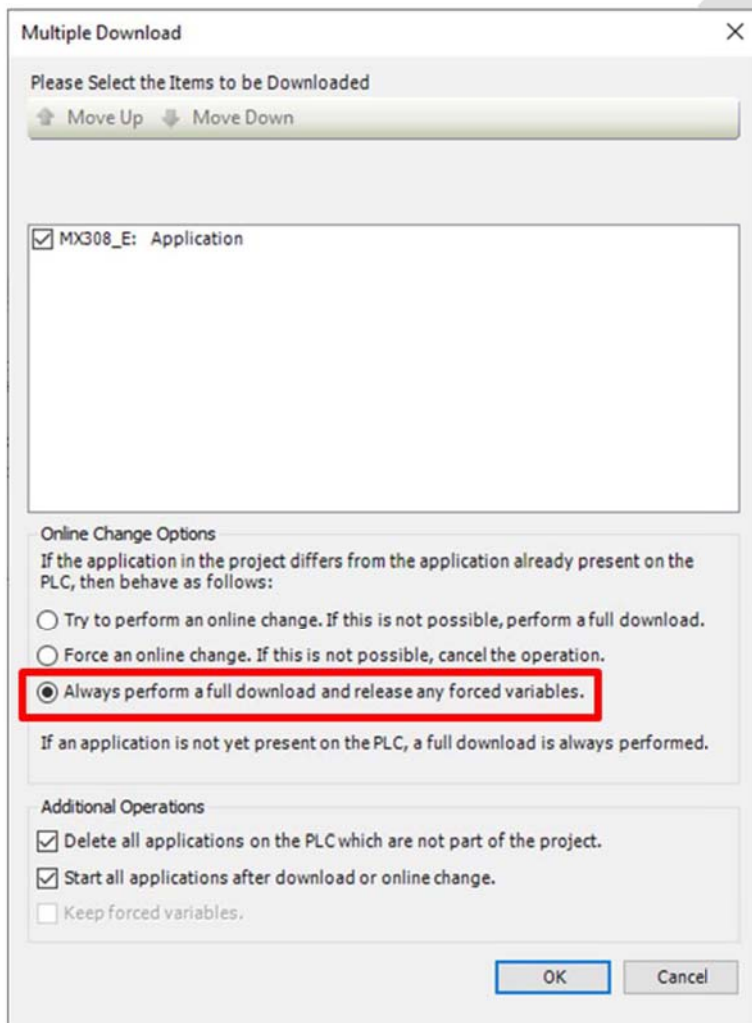 Multiple Download
Please Select the Items to be Downloaded
Move Up Move Down
MX308_E: Application
Online Change Options
If the application in the project differs from the application already present on the
PLC, then behave as follows:
Try to perform an online change. If this is not possible, perform a full download.
Force an online change. If this is not possible, cancel the operation.
Always perform a full download and release any forced variables.
If an application is not yet present on the PLC, a full download is always performed.
Additional Operations
Delete all applications on the PLC which are not part of the project.
Start all applications after download or online change.
Keep forced variables.
OK Cancel